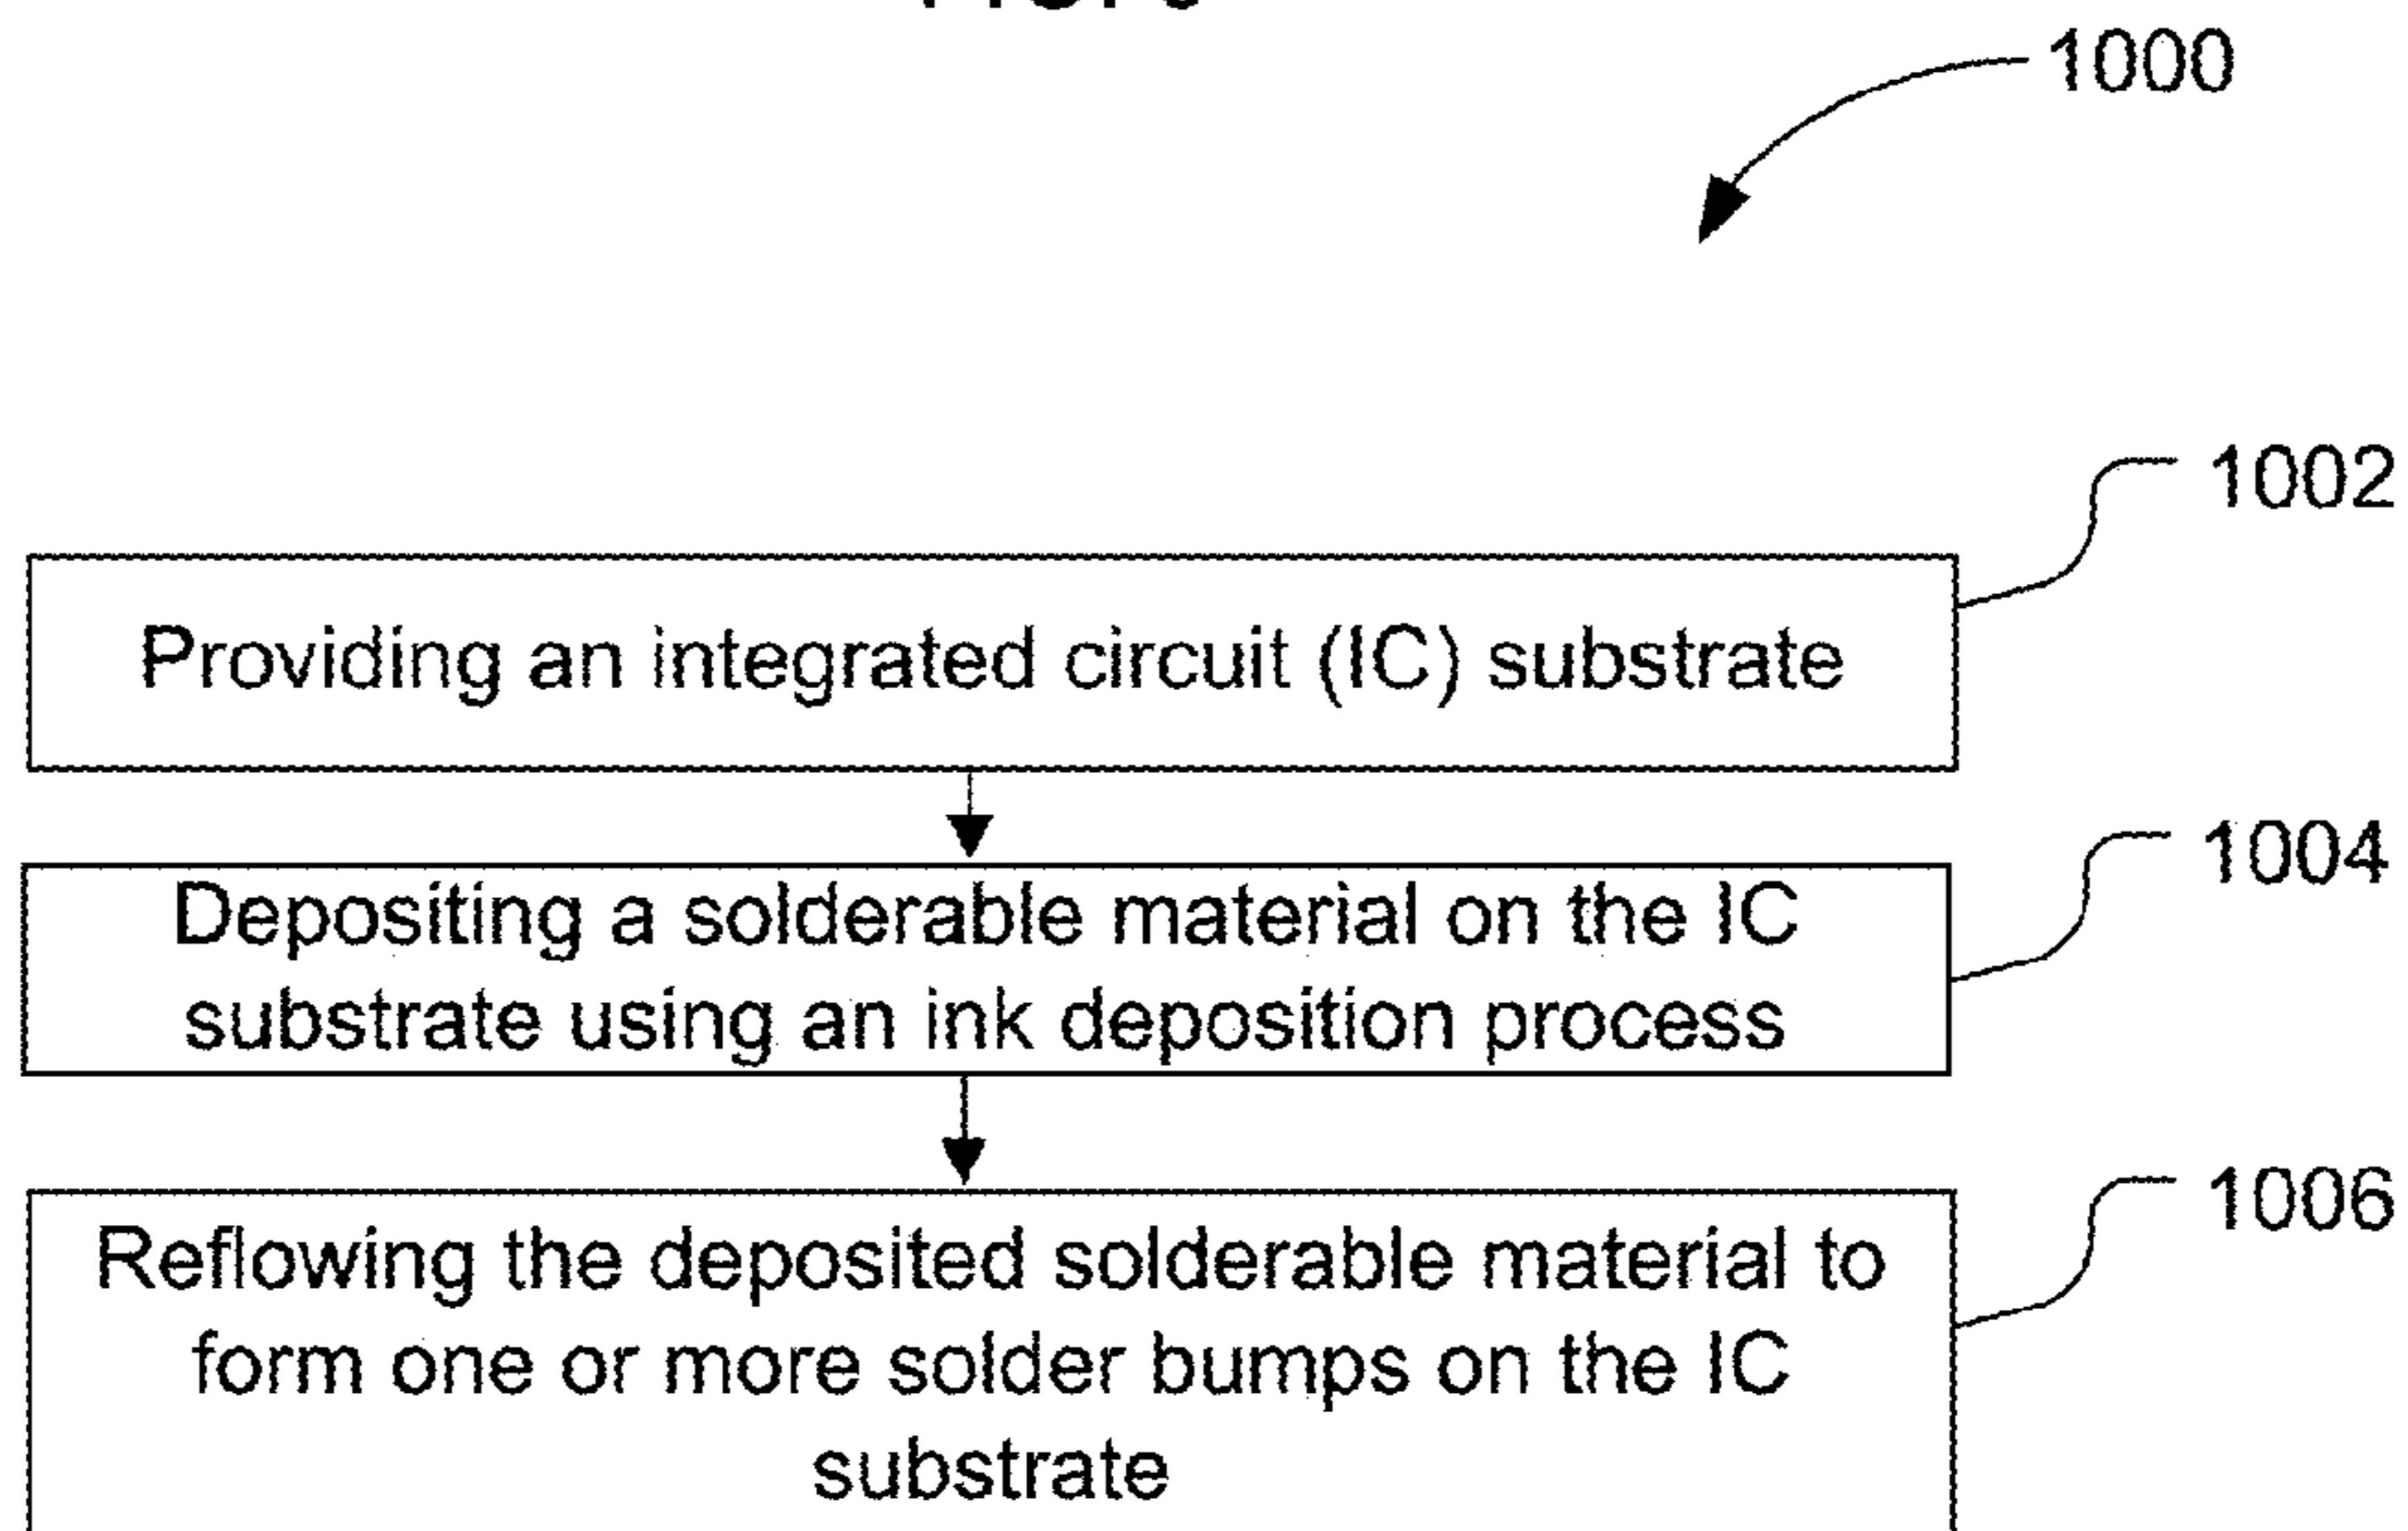 1000
1002
Providing an integrated circuit (IC) substrate
1004
Depositing a solderable material on the IC
substrate using an ink deposition process
1006
Reflowing the deposited solderable material to
form one or more solder bumps on the IC
substrate